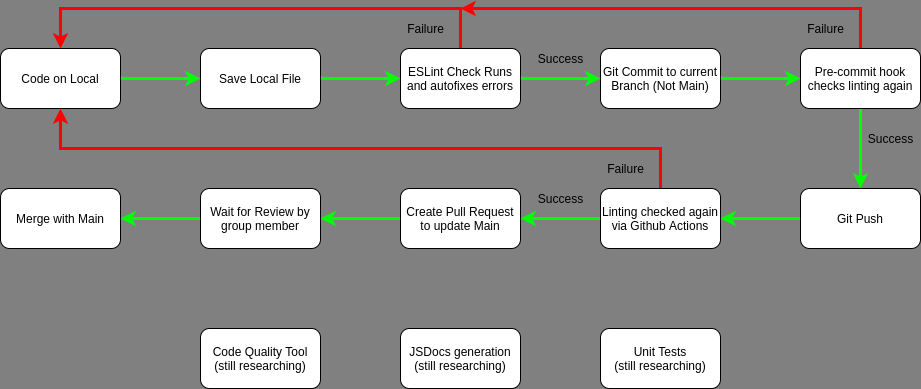 Failure
Failure
Code on Local
Save Local File
ESLint Check Runs
and autofixes errors
Success
Git Commit to current
Branch (Not Main)
Pre-commit hook
checks linting again
Success
Failure
Merge with Main
Wait for Review by
group member
Create Pull Request
to update Main
Success
Linting checked again
via Github Actions
Git Push
Code Quality Tool
(still researching)
JSDocs generation
(still researching)
Unit Tests
(still researching)